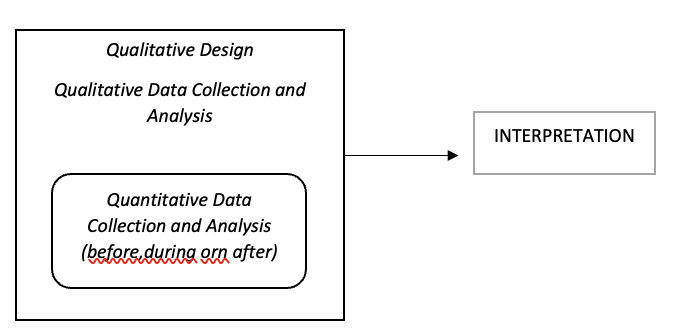 Qualitative Design
Qualitative Data Collection and
Analysis
Quantitative Data
Collection and Analysis
(before,during orn after)
INTERPRETATION